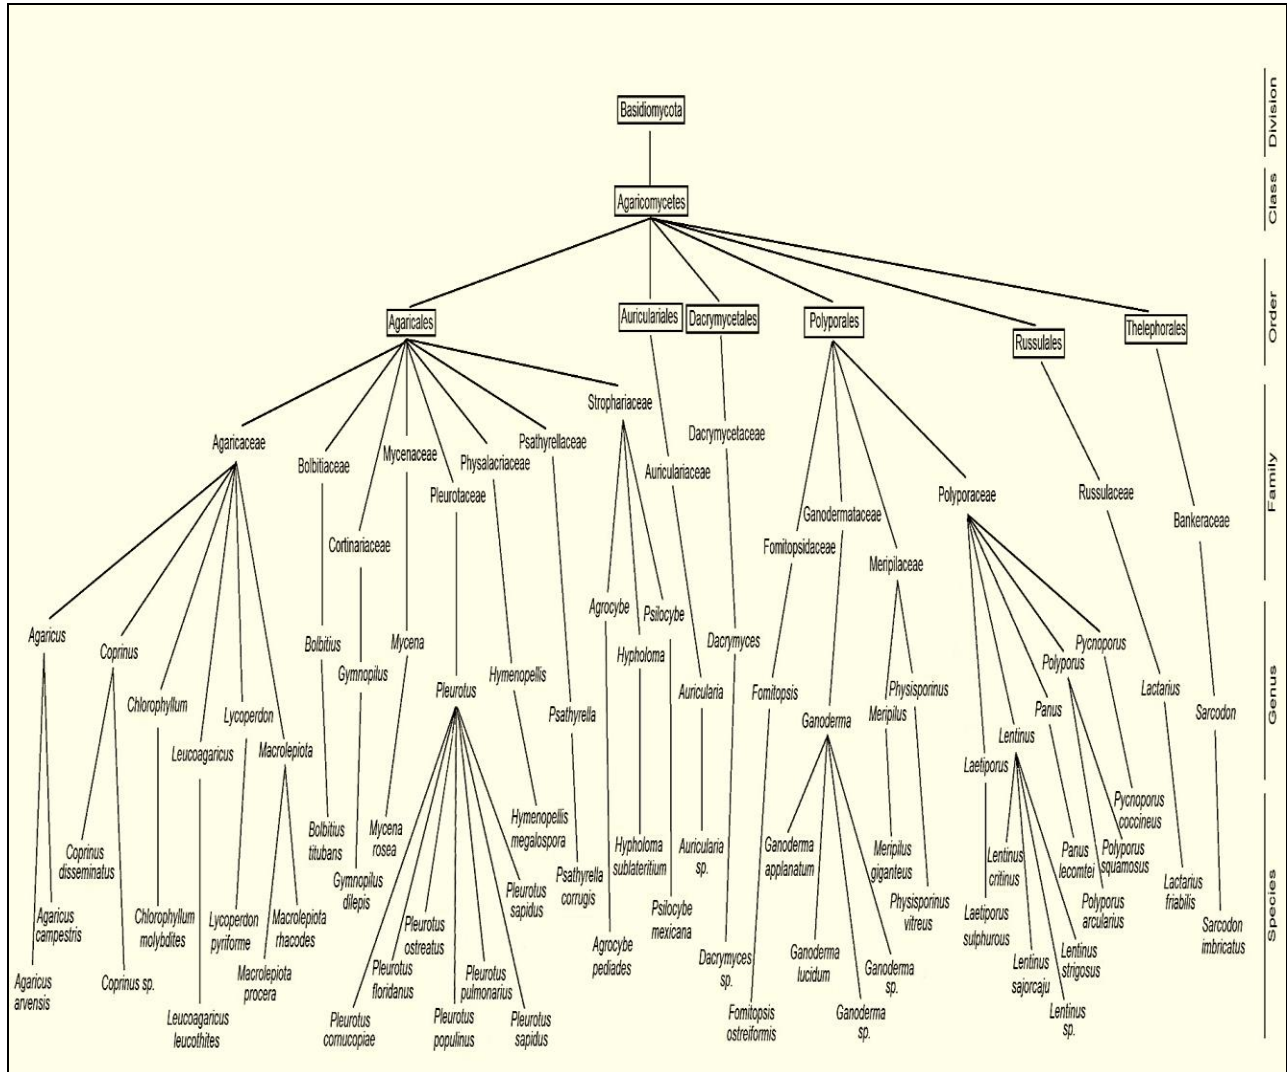 Basidiomycota
Division
Agaricomycetes
Class
Agaricales
Auriculariales
Dacrymycetales
Polyporales
Russulales
Thelephorales
Order
Agaricaceae
Bolbitiaceae
Cortinariaceae
Mycenaceae
Pleurotaceae
Physalacriaceae
Psathyrellaceae
Strophariaceae
Auriculariaceae
Dacrymycetaceae
Fomitopsidaceae
Ganodermataceae
Meripilaceae
Polyporaceae
Russulaceae
Bankeraceae
Family
Agaricus
Coprinus
Chlorophyllum
Leucoagaricus
Lycoperdon
Macrolepiota
Bolbitius
Gymnopilus
Mycena
Pleurotus
Hymenopellis
Psathyrella
Agrocybe
Hypholoma
Psilocybe
Auricularia
Dacrymyces
Fomitopsis
Ganoderma
Meripilus
Physisporinus
Laetiporus
Lentinus
Panus
Polyporus
Pycnoporus
Lactarius
Sarcodon
Genus
Agaricus
arvensis
Agaricus
campestris
Coprinus
disseminatus
Coprinus sp.
Chlorophyllum
molybdites
Leucoagaricus
leucothites
Lycoperdon
pyriforme
Macrolepiota
procera
Macrolepiota
rhacodes
Bolbitius
titubans
Gymnopilus
dilepis
Mycena
rosea
Pleurotus
cornucopiae
Pleurotus
floridanus
Pleurotus
ostreatus
Pleurotus
populinus
Pleurotus
pulmonarius
Pleurotus
sapidus
Pleurotus
sapidus
Hymenopellis
megalospora
Psathyrella
corrugis
Agrocybe
pediades
Hypholoma
sublateritium
Psilocybe
mexicana
Auricularia
sp.
Dacrymyces
sp.
Fomitopsis
ostreiformis
Ganoderma
applanatum
Ganoderma
lucidum
Ganoderma
sp.
Ganoderma
sp.
Meripilus
giganteus
Physisporinus
vitreus
Laetiporus
sulphurous
Lentinus
critinus
Lentinus
sajorcaju
Lentinus
sp.
Lentinus
strigosus
Panus
lecomtei
Polyporus
arcularius
Polyporus
squamosus
Pycnoporus
coccineus
Lactarius
friabilis
Sarcodon
imbricatus
Species